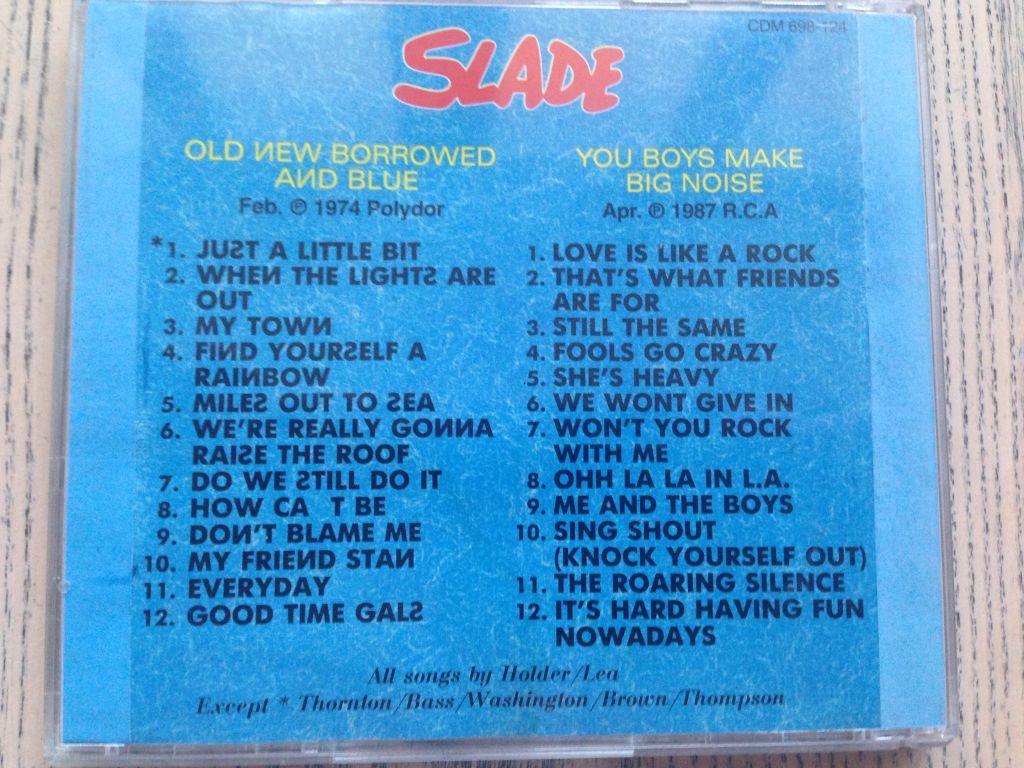 CDM 698-124
SLADE
OLD NEW BORROWED
AND BLUE
Feb. ℗ 1974 Polydor
*1. JUST A LITTLE BIT
2. WHEN THE LIGHTS ARE
OUT
3. MY TOWN
4. FIND YOURSELF A
RAINBOW
5. MILES OUT TO SEA
6. WE'RE REALLY GONNA
RAISE THE ROOF
7. DO WE STILL DO IT
8. HOW CA T BE
9. DON'T BLAME ME
10. MY FRIEND STAN
11. EVERYDAY
12. GOOD TIME GALS
YOU BOYS MAKE
BIG NOISE
Apr. ℗ 1987 R.C.A
1. LOVE IS LIKE A ROCK
2. THAT'S WHAT FRIENDS
ARE FOR
3. STILL THE SAME
4. FOOLS GO CRAZY
5. SHE'S HEAVY
6. WE WONT GIVE IN
7. WON'T YOU ROCK
WITH ME
8. OHH LA LA IN L.A.
9. ME AND THE BOYS
10. SING SHOUT
(KNOCK YOURSELF OUT)
11. THE ROARING SILENCE
12. IT'S HARD HAVING FUN
NOWADAYS
All songs by Holder/Lea
Except * Thornton/Bass/Washington/Brown/Thompson